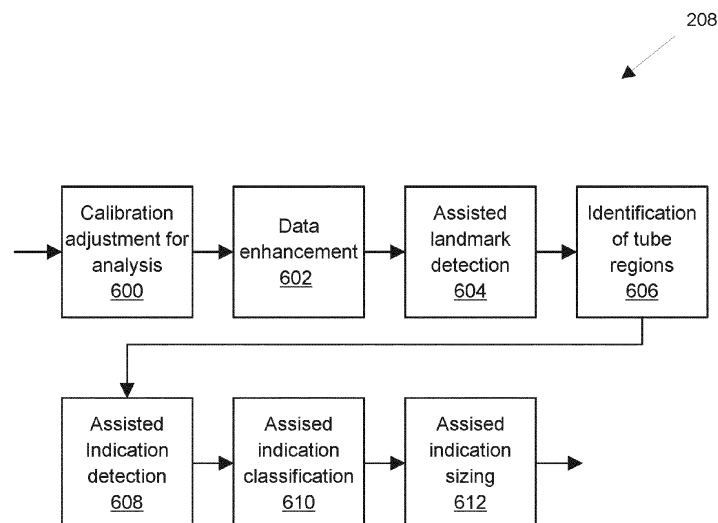 208
Calibration
adjustment for
analysis
600
Data
enhancement
602
Assisted
landmark
detection
604
Identification
of tube
regions
606
Assisted
Indication
detection
608
Assised
indication
classification
610
Assised
indication
sizing
612